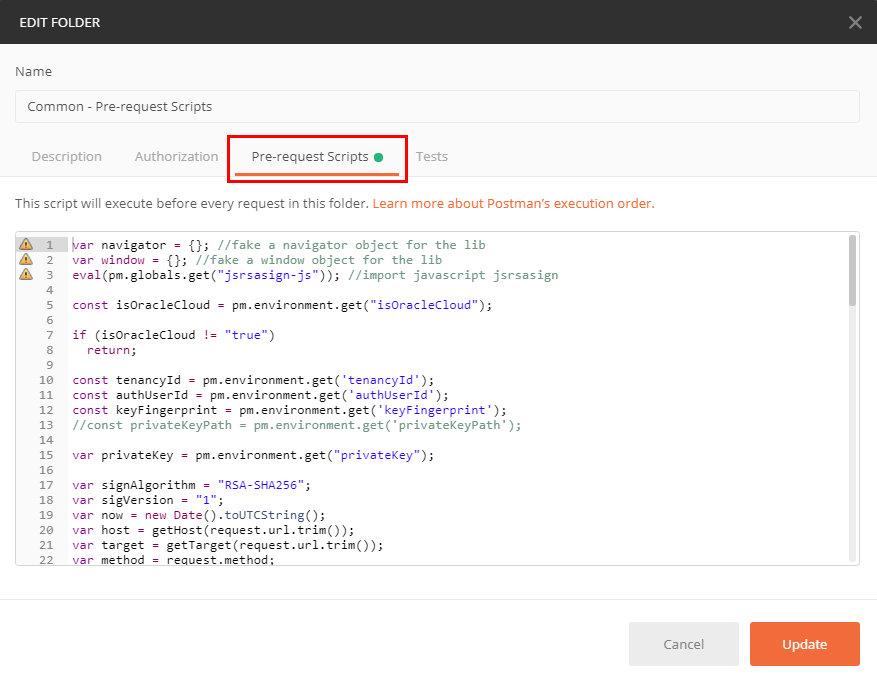 EDIT FOLDER
Name
Common - Pre-request Scripts
Description Authorization Pre-request Scripts Tests
This script will execute before every request in this folder. Learn more about Postman's execution order.
1 var navigator = {}; //fake a navigator object for the lib
2 var window = {}; //fake a window object for the lib
3 eval(pm.globals.get("jsrsasign-js")); //import javascript jsrsasign
4
5 const isOracleCloud = pm.environment.get("isOracleCloud");
6
7 if (isOracleCloud != "true")
8   return;
9
10 const tenancyId = pm.environment.get('tenancyId');
11 const authUserId = pm.environment.get('authUserId');
12 const keyFingerprint = pm.environment.get('keyFingerprint');
13 //const privateKeyPath = pm.environment.get('privateKeyPath');
14
15 var privateKey = pm.environment.get("privateKey");
16
17 var signAlgorithm = "RSA-SHA256";
18 var sigVersion = "1";
19 var now = new Date().toUTCString();
20 var host = getHost(request.url.trim());
21 var target = getTarget(request.url.trim());
22 var method = request.method;
Cancel Update